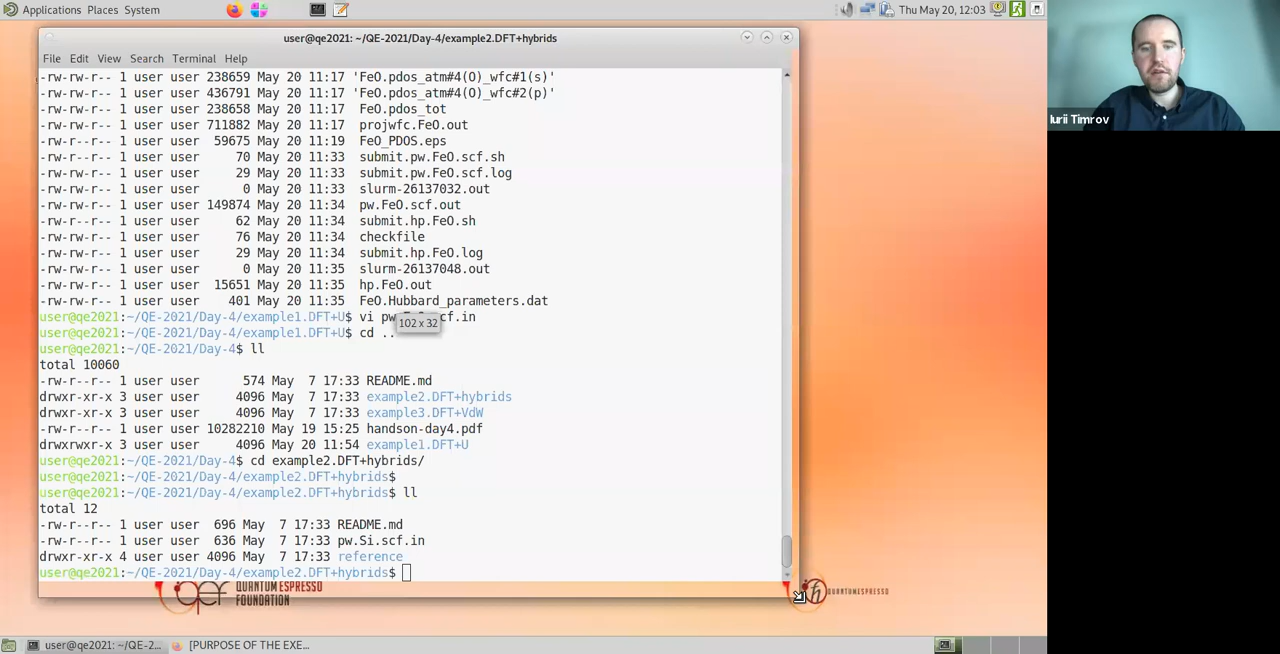 Applications Places System
Thu May 20, 12:03
user@qe2021: ~/QE-2021/Day-4/example2.DFT+hybrids
File Edit View Search Terminal Help
-rw-rw-r-- 1 user user 238659 May 20 11:17 'FeO.pdos_atm#4(O)_wfc#1(s)'
-rw-rw-r-- 1 user user 436791 May 20 11:17 'FeO.pdos_atm#4(O)_wfc#2(p)'
-rw-rw-r-- 1 user user 238658 May 20 11:17 FeO.pdos_tot
-rw-rw-r-- 1 user user 711882 May 20 11:17 projwfc.FeO.out
-rw-rw-r-- 1 user user 59675 May 20 11:19 FeO_PDOS.eps
-rw-rw-r-- 1 user user 70 May 20 11:33 submit.pw.FeO.scf.sh
-rw-rw-r-- 1 user user 29 May 20 11:33 submit.pw.FeO.scf.log
-rw-rw-r-- 1 user user 0 May 20 11:33 slurm-26137032.out
-rw-rw-r-- 1 user user 149874 May 20 11:34 pw.FeO.scf.out
-rw-r--r-- 1 user user 62 May 20 11:34 submit.hp.FeO.sh
-rw-rw-r-- 1 user user 76 May 20 11:34 checkfile
-rw-rw-r-- 1 user user 29 May 20 11:34 submit.hp.FeO.log
-rw-rw-r-- 1 user user 0 May 20 11:35 slurm-26137048.out
-rw-rw-r-- 1 user user 15651 May 20 11:35 hp.FeO.out
-rw-rw-r-- 1 user user 401 May 20 11:35 FeO.Hubbard_parameters.dat
user@qe2021:~/QE-2021/Day-4/example1.DFT+U$ vi pw.FeO.scf.in
102 x 32
user@qe2021:~/QE-2021/Day-4/example1.DFT+U$ cd ..
user@qe2021:~/QE-2021/Day-4$ ll
total 10060
-rw-r--r-- 1 user user 574 May 7 17:33 README.md
drwxr-xr-x 3 user user 4096 May 7 17:33 example2.DFT+hybrids
drwxr-xr-x 3 user user 4096 May 7 17:33 example3.DFT+VdW
-rw-rw-r-- 1 user user 10282210 May 19 15:25 handson-day4.pdf
drwxrwxr-x 3 user user 4096 May 20 11:54 example1.DFT+U
user@qe2021:~/QE-2021/Day-4$ cd example2.DFT+hybrids/
user@qe2021:~/QE-2021/Day-4/example2.DFT+hybrids$
user@qe2021:~/QE-2021/Day-4/example2.DFT+hybrids$ ll
total 12
-rw-r--r-- 1 user user 696 May 7 17:33 README.md
-rw-r--r-- 1 user user 636 May 7 17:33 pw.Si.scf.in
drwxr-xr-x 4 user user 4096 May 7 17:33 reference
user@qe2021:~/QE-2021/Day-4/example2.DFT+hybrids$
QUANTUM ESPRESSO
FOUNDATION
QUANTUMESPRESSO
user@qe2021: ~/QE-2...
[PURPOSE OF THE EXE...
Iurii Timrov